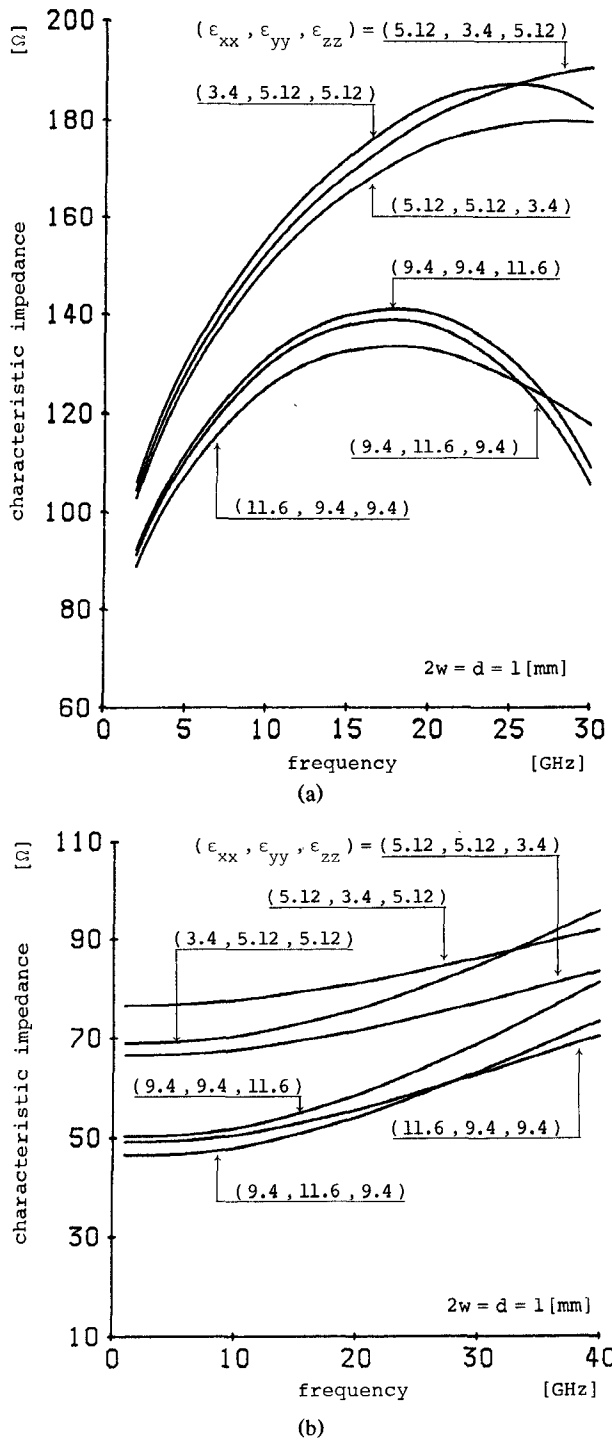 [Ω]
characteristic impedance
200
180
160
140
120
100
80
60
(εxx , εyy , εzz) = (5.12 , 3.4 , 5.12)
(3.4 , 5.12 , 5.12)
(5.12 , 5.12 , 3.4)
(9.4 , 9.4 , 11.6)
(9.4 , 11.6 , 9.4)
(11.6 , 9.4 , 9.4)
2w = d = 1 [mm]
0 5 10 15 20 25 30
frequency [GHz]
(a)
[Ω]
characteristic impedance
110
90
70
50
30
10
(εxx , εyy , εzz) = (5.12 , 5.12 , 3.4)
(5.12 , 3.4 , 5.12)
(3.4 , 5.12 , 5.12)
(9.4 , 9.4 , 11.6)
(11.6 , 9.4 , 9.4)
(9.4 , 11.6 , 9.4)
2w = d = 1 [mm]
0 10 20 30 40
frequency [GHz]
(b)